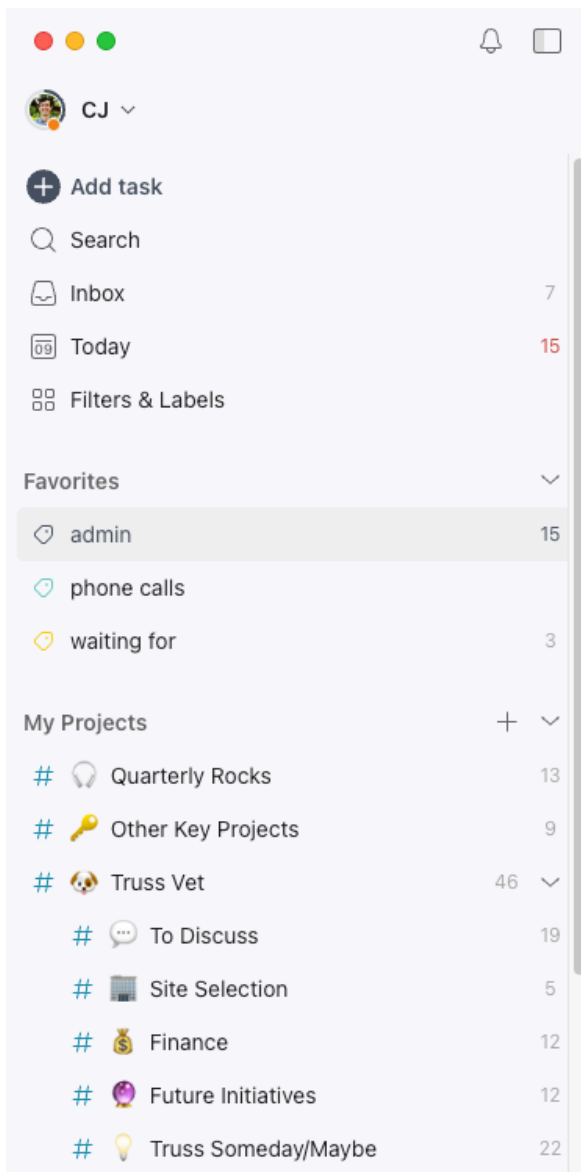 CJ
Add task
Search
Inbox 7
09 Today 15
Filters & Labels
Favorites
admin 15
phone calls
waiting for 3
My Projects
# Quarterly Rocks 13
# Other Key Projects 9
# Truss Vet 46
# To Discuss 19
# Site Selection 5
# Finance 12
# Future Initiatives 12
# Truss Someday/Maybe 22